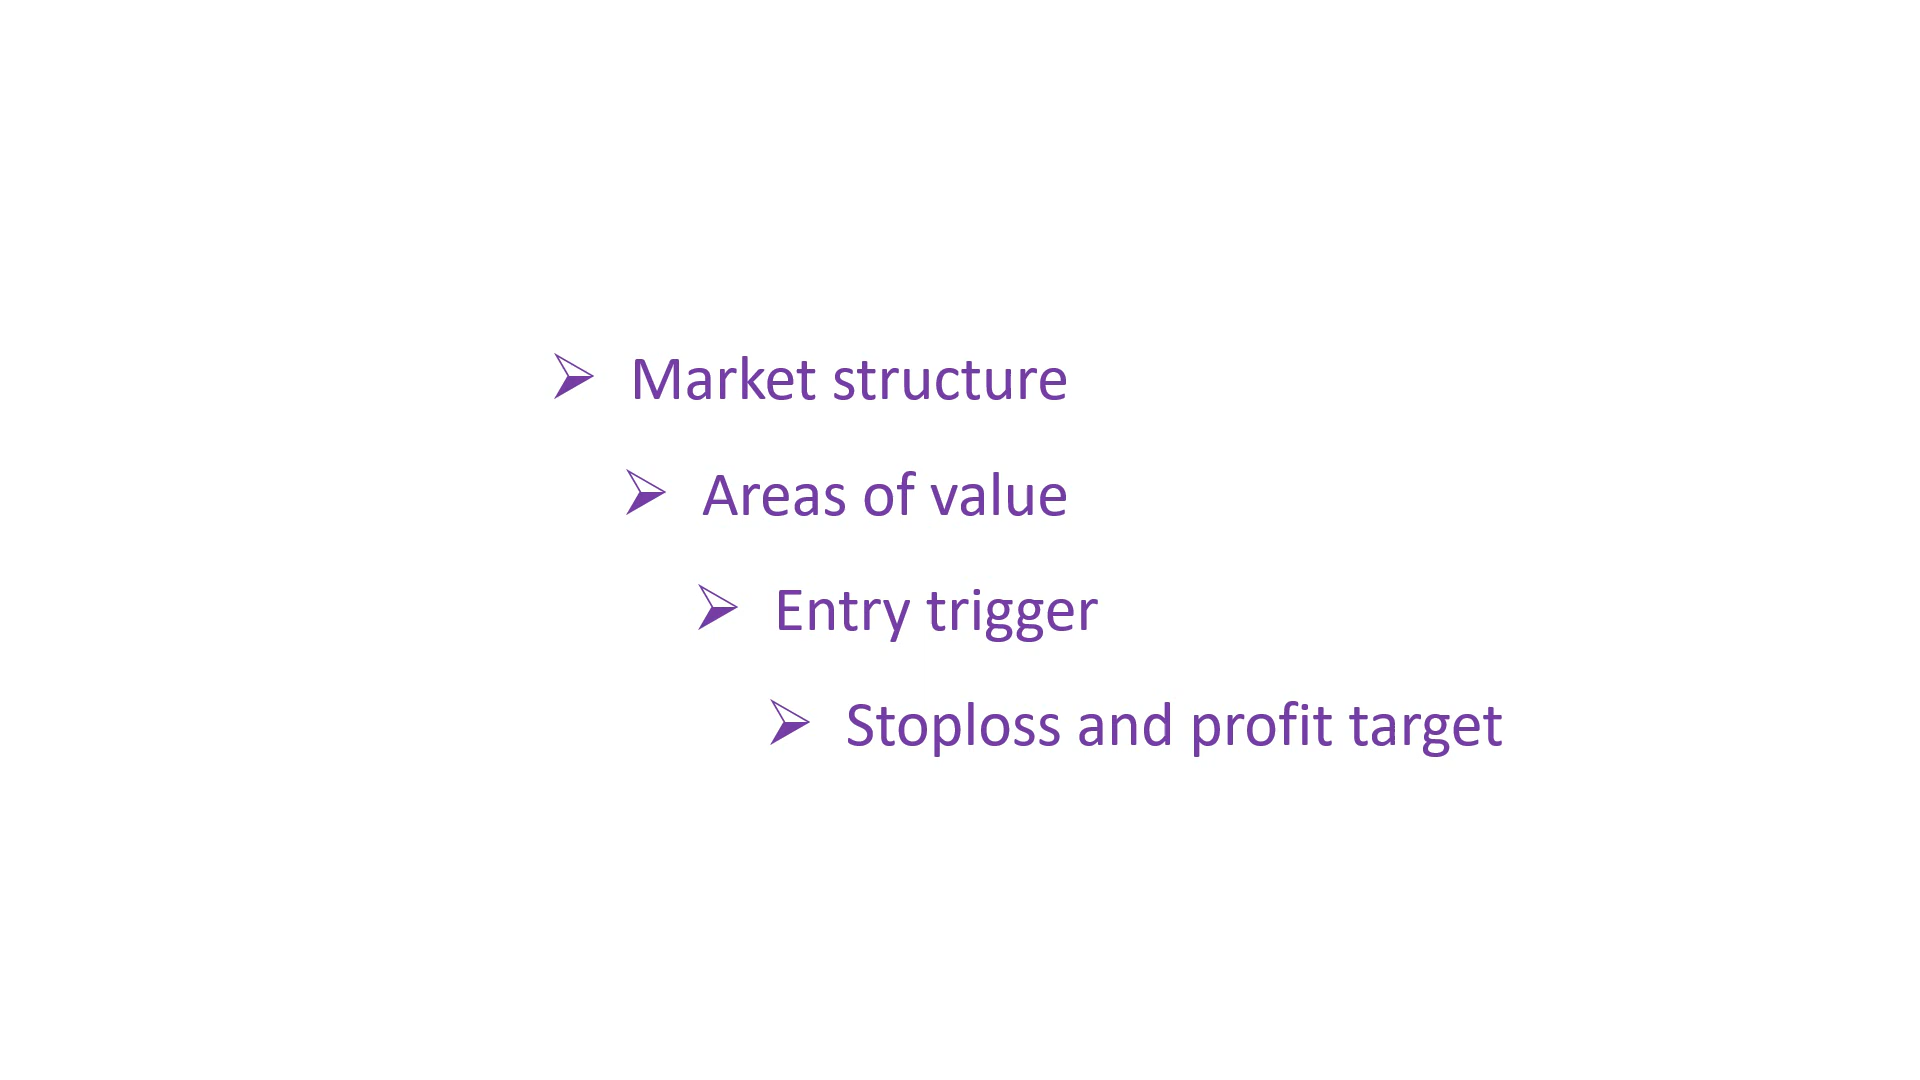 Market structure
Areas of value
Entry trigger
Stoploss and profit target